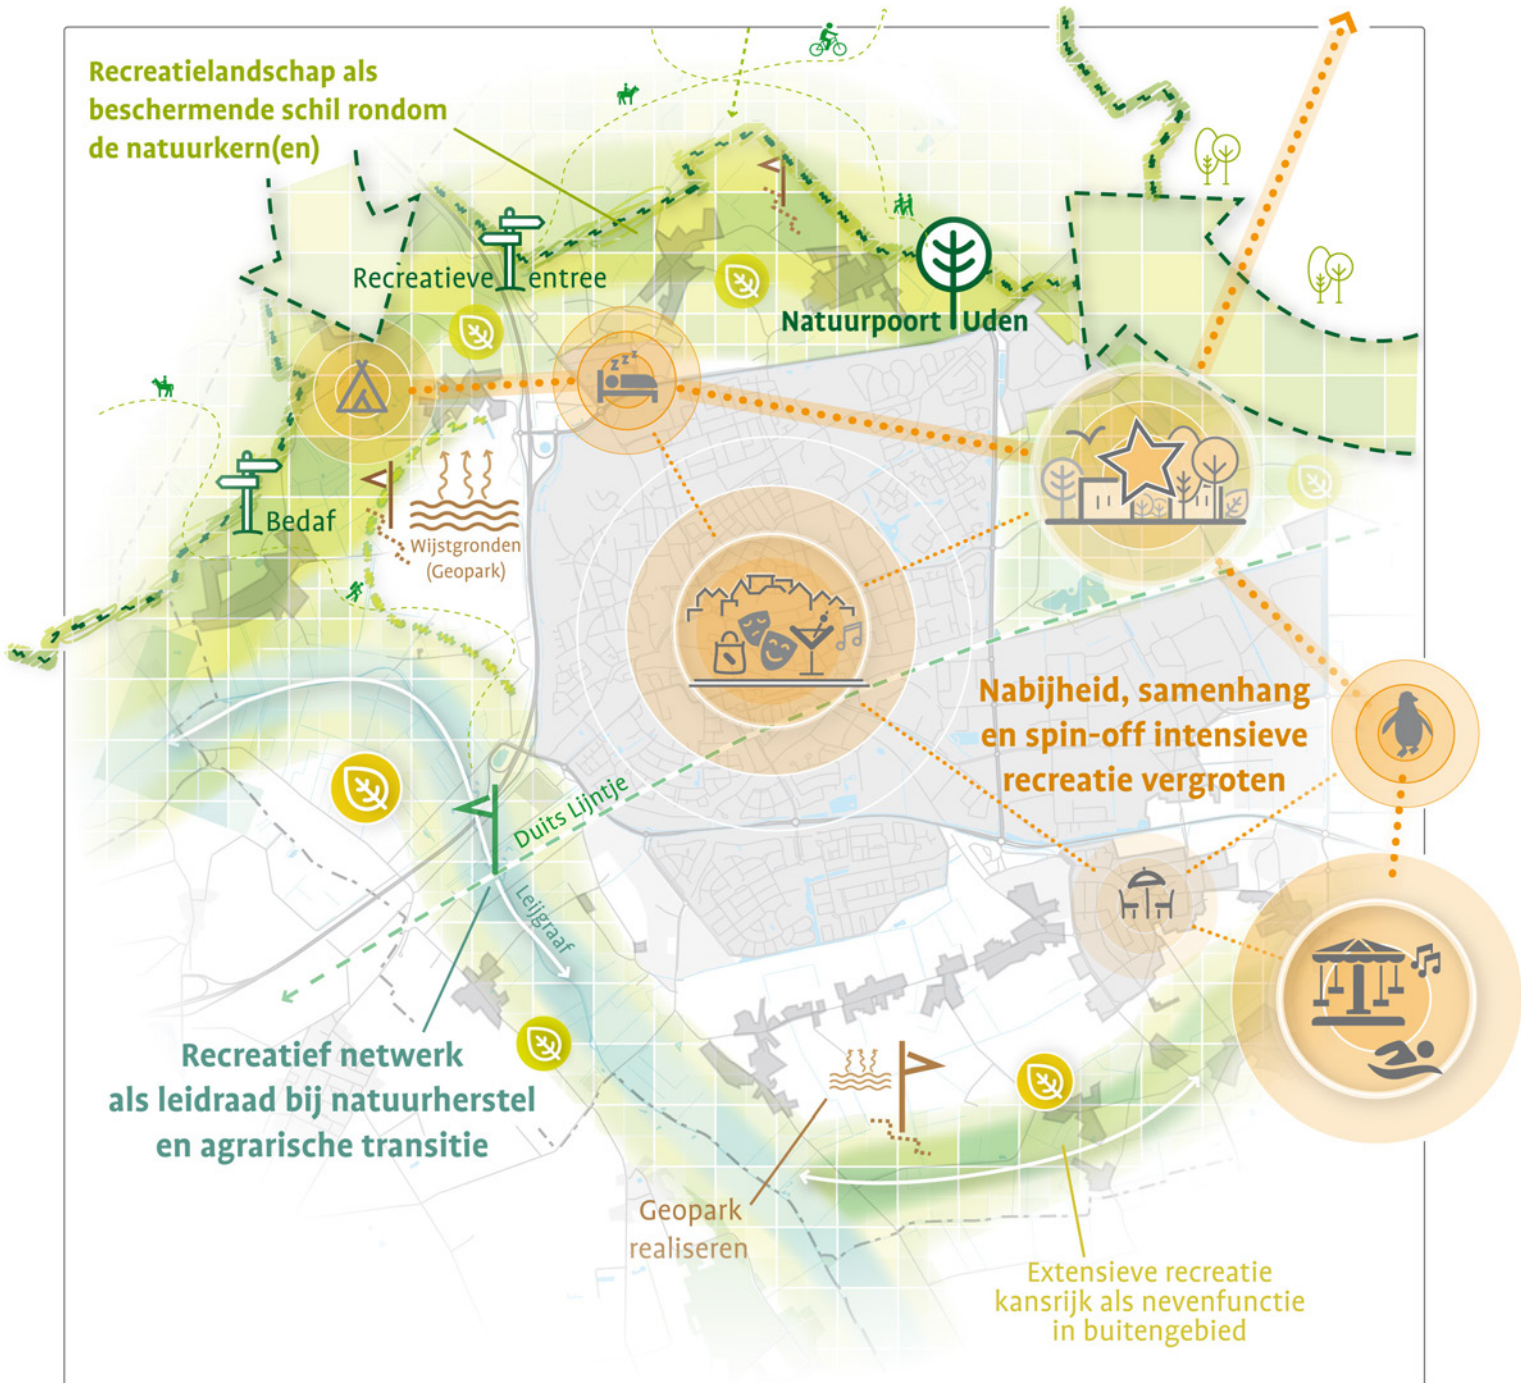 Recreatielandschap als
beschermende schil rondom
de natuurkern(en)
Recreatieve entree
Natuurpoort Uden
z z z
Bedaf
Wijstgronden
(Geopark)
Nabijheid, samenhang
en spin-off intensieve
recreatie vergroten
Duits Lijntje
Leijgraaf
Recreatief netwerk
als leidraad bij natuurherstel
en agrarische transitie
Geopark
realiseren
Extensieve recreatie
kansrijk als nevenfunctie
in buitengebied